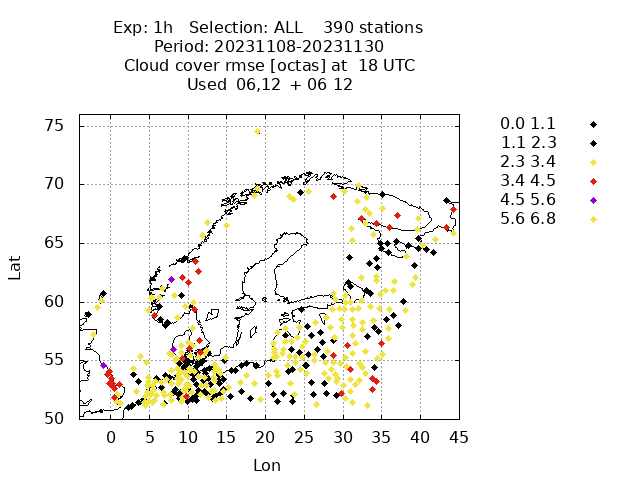 Exp: 1h   Selection: ALL    390 stations
Period: 20231108-20231130
Cloud cover rmse [octas] at  18 UTC
Used  06,12  + 06 12
75
70
65
60
55
50
Lat
0 5 10 15 20 25 30 35 40 45
Lon
0.0 1.1
1.1 2.3
2.3 3.4
3.4 4.5
4.5 5.6
5.6 6.8